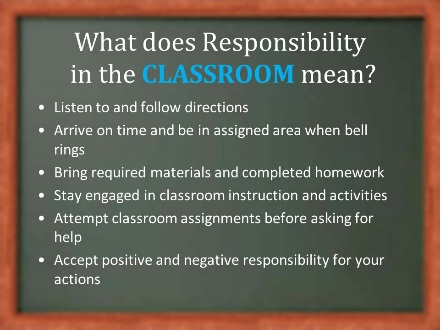 What does Responsibility
in the CLASSROOM mean?
• Listen to and follow directions
• Arrive on time and be in assigned area when bell
rings
• Bring required materials and completed homework
• Stay engaged in classroom instruction and activities
• Attempt classroom assignments before asking for
help
• Accept positive and negative responsibility for your
actions